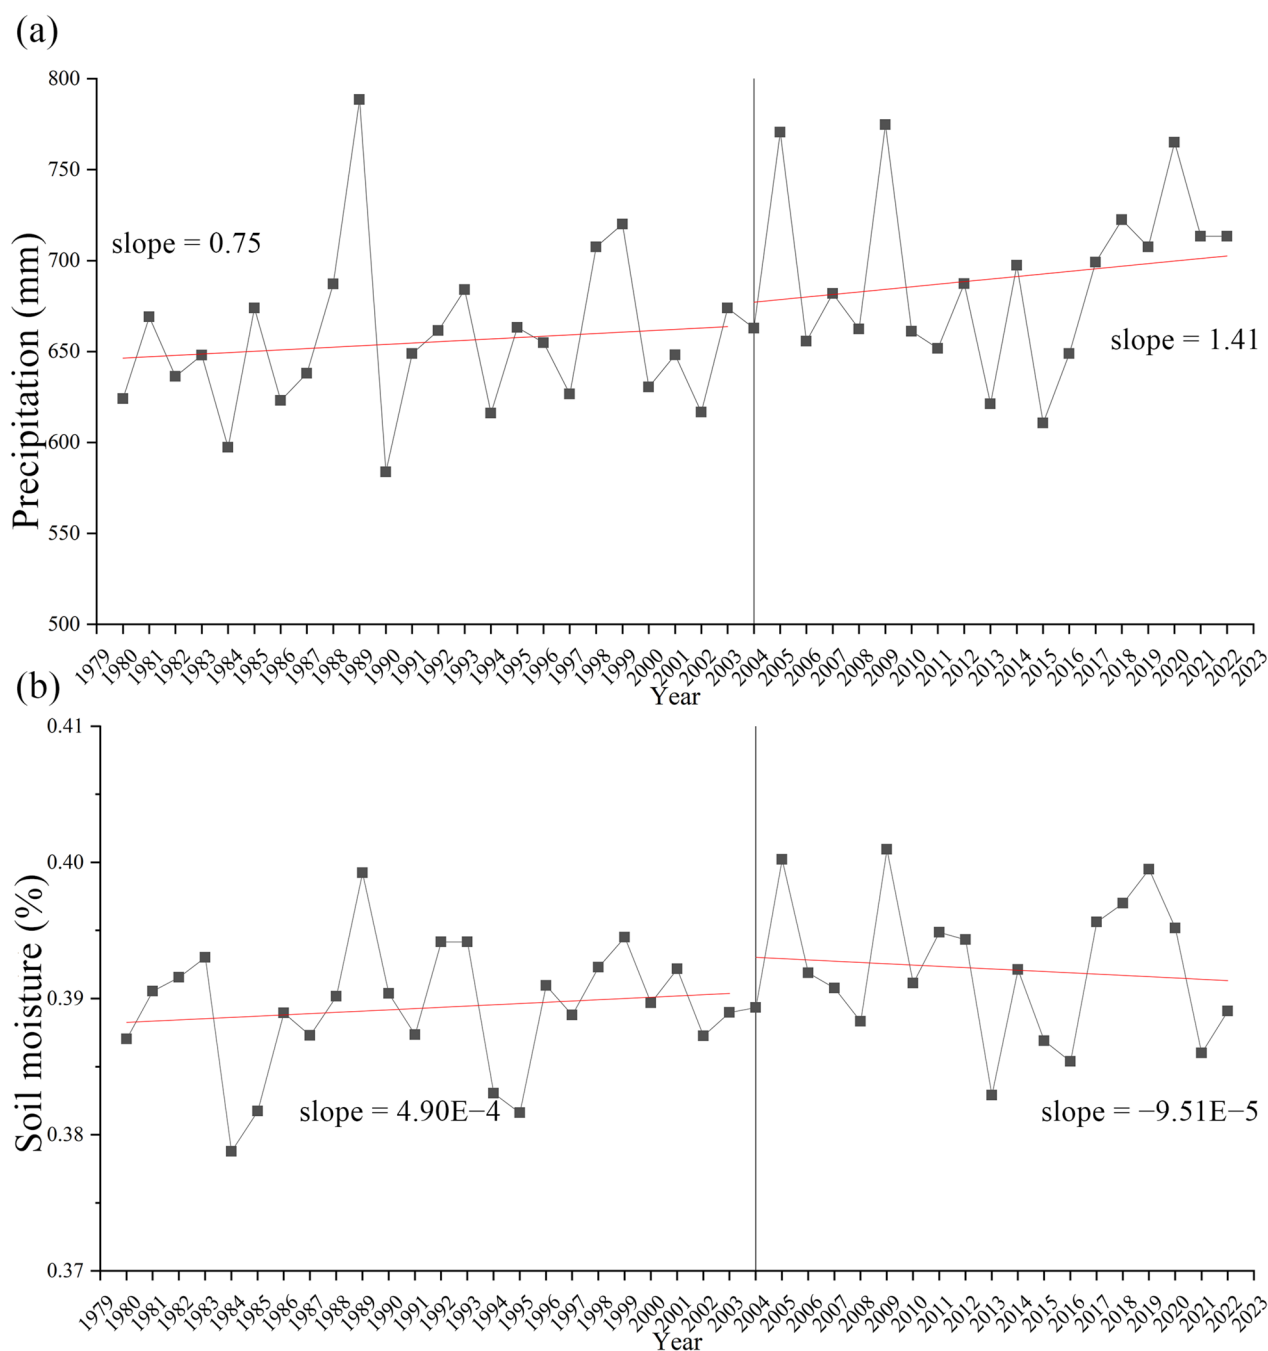 (a)
800
750
700
650
600
550
500
Precipitation (mm)
slope = 0.75
slope = 1.41
1979 1980 1981 1982 1983 1984 1985 1986 1987 1988 1989 1990 1991 1992 1993 1994 1995 1996 1997 1998 1999 2000 2001 2002 2003 2004 2005 2006 2007 2008 2009 2010 2011 2012 2013 2014 2015 2016 2017 2018 2019 2020 2021 2022 2023
Year
(b)
0.41
0.40
0.39
0.38
0.37
Soil moisture (%)
slope = 4.90E−4
slope = −9.51E−5
1979 1980 1981 1982 1983 1984 1985 1986 1987 1988 1989 1990 1991 1992 1993 1994 1995 1996 1997 1998 1999 2000 2001 2002 2003 2004 2005 2006 2007 2008 2009 2010 2011 2012 2013 2014 2015 2016 2017 2018 2019 2020 2021 2022 2023
Year